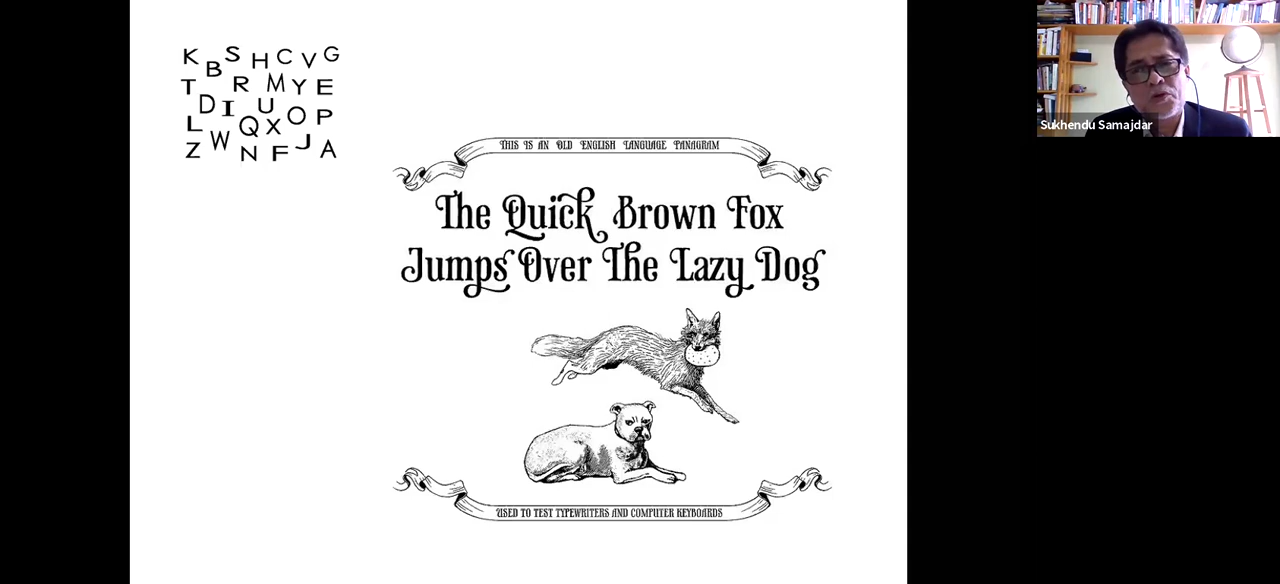 K B S H C V G
T R M Y E
D I U
L W Q X O P
Z N F J A
THIS IS AN OLD ENGLISH LANGUAGE PANAGRAM
The Quick Brown Fox
Jumps Over The Lazy Dog
USED TO TEST TYPEWRITERS AND COMPUTER KEYBOARDS
Sukhendu Samajdar